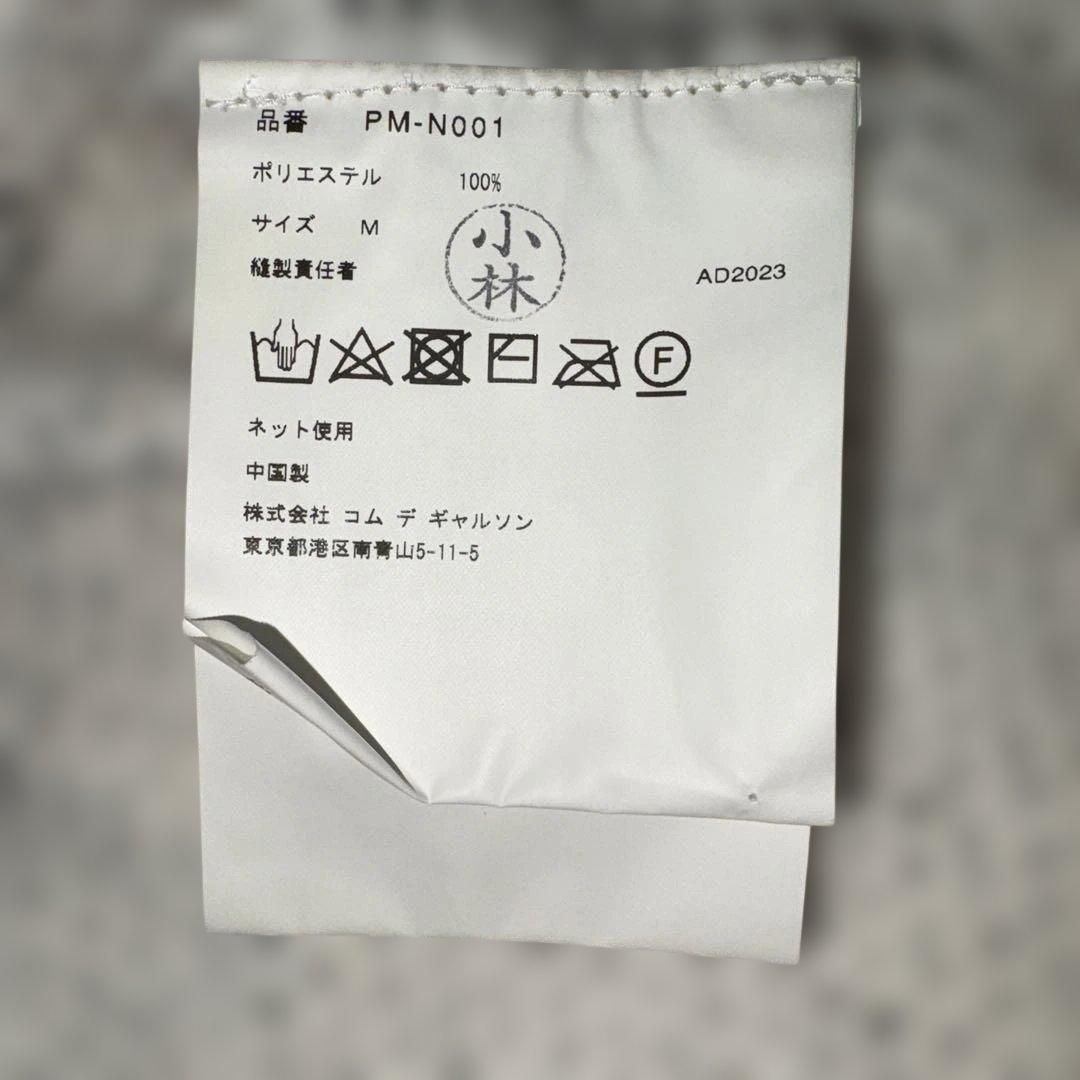 品番 PM-N001
ポリエステル 100%
サイズ M
縫製責任者 小林 AD2023
F
ネット使用
中国製
株式会社 コム デ ギャルソン
東京都港区南青山5-11-5